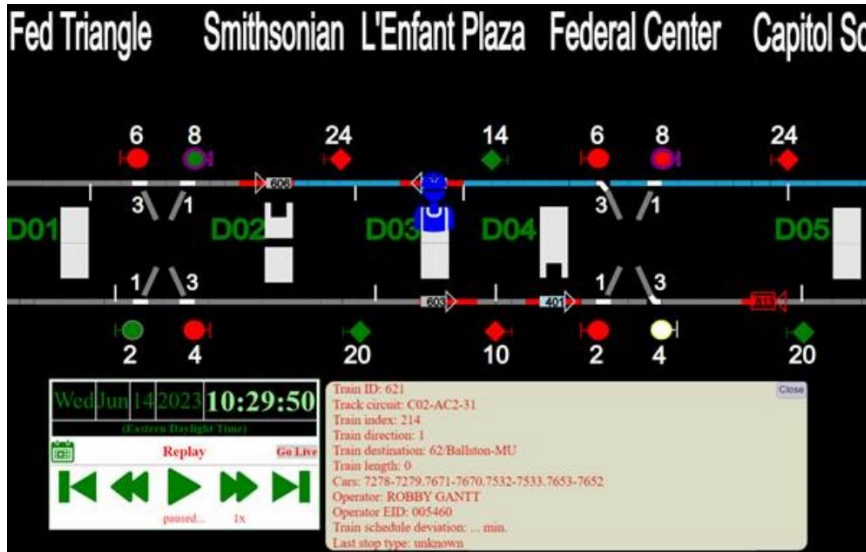 Fed Triangle Smithsonian L'Enfant Plaza Federal Center Capitol So
6 8 24 14 6 8 24
606
3 1 3 1
D01 D02 D03 D04 D05
1 3 1 3
603 401
2 4 20 10 2 4 20
Wed Jun 14 2023 10:29:50
(Eastern Daylight Time)
Replay Go Live
paused... 1x
Close
Train ID: 621
Track circuit: C02-AC2-31
Train index: 214
Train direction: 1
Train destination: 62/Ballston-MU
Train length: 0
Cars: 7278-7279.7671-7670.7532-7533.7653-7652
Operator: ROBBY GANTT
Operator EID: 005460
Train schedule deviation: ... min.
Last stop type: unknown